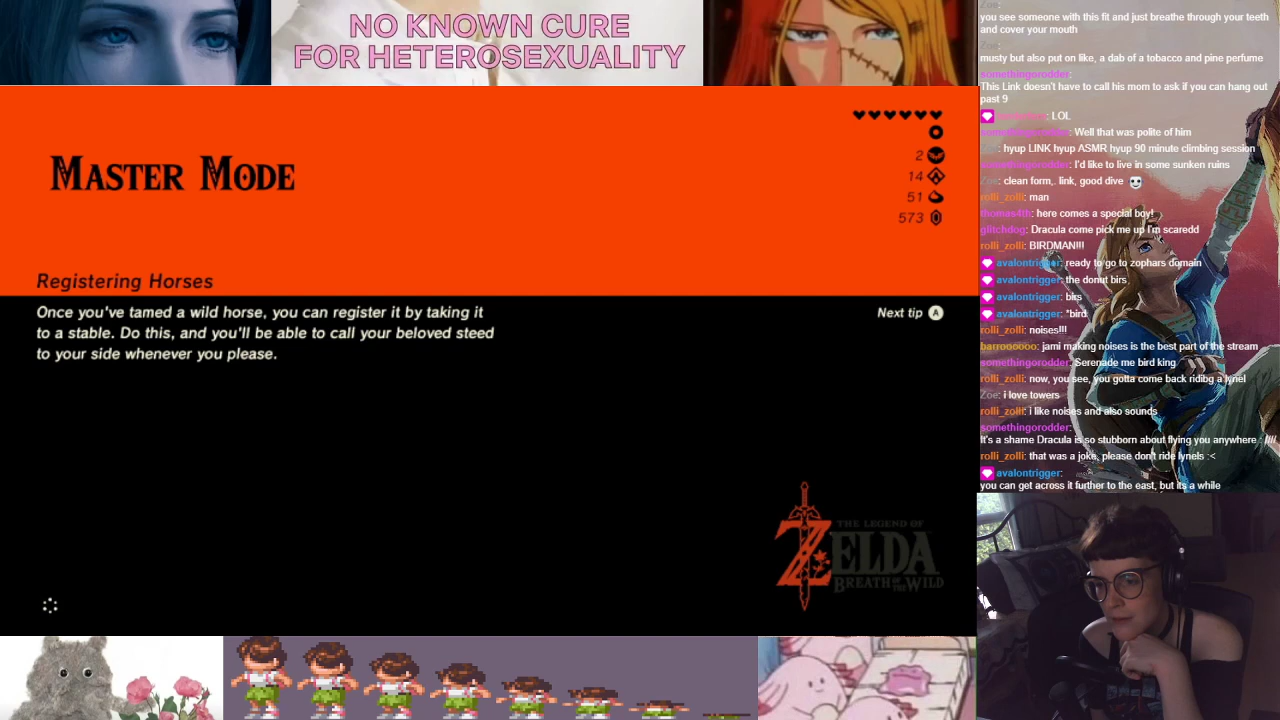 NO KNOWN CURE
FOR HETEROSEXUALITY
MASTER MODE
2
14
51
573
Registering Horses
Once you've tamed a wild horse, you can register it by taking it
to a stable. Do this, and you'll be able to call your beloved steed
to your side whenever you please.
Next tip A
THE LEGEND OF
ZELDA
BREATH OF THE WILD
Zoe:
you see someone with this fit and just breathe through your teeth
and cover your mouth
Zoe:
musty but also put on like, a dab of a tobacco and pine perfume
somethingorodder:
This Link doesn't have to call his mom to ask if you can hang out
past 9
: LOL
somethingorodder: Well that was polite of him
Zoe: hyup LINK hyup ASMR hyup 90 minute climbing session
somethingorodder: I'd like to live in some sunken ruins
Zoe: clean form,. link, good dive
rolli_zolli: man
thomas4th: here comes a special boy!
glitchdog: Dracula come pick me up I'm scaredd
rolli_zolli: BIRDMAN!!!
avalontrigger: ready to go to zophars domain
avalontrigger: the donut birs
avalontrigger: birs
avalontrigger: *bird
rolli_zolli: noises!!!
barroooooo: jami making noises is the best part of the stream
somethingorodder: Serenade me bird king
rolli_zolli: now, you see, you gotta come back ridibg a lynel
Zoe: i love towers
rolli_zolli: i like noises and also sounds
somethingorodder:
It's a shame Dracula is so stubborn about flying you anywhere : ////
rolli_zolli: that was a joke, please don't ride lynels :<
avalontrigger:
you can get across it further to the east, but its a while